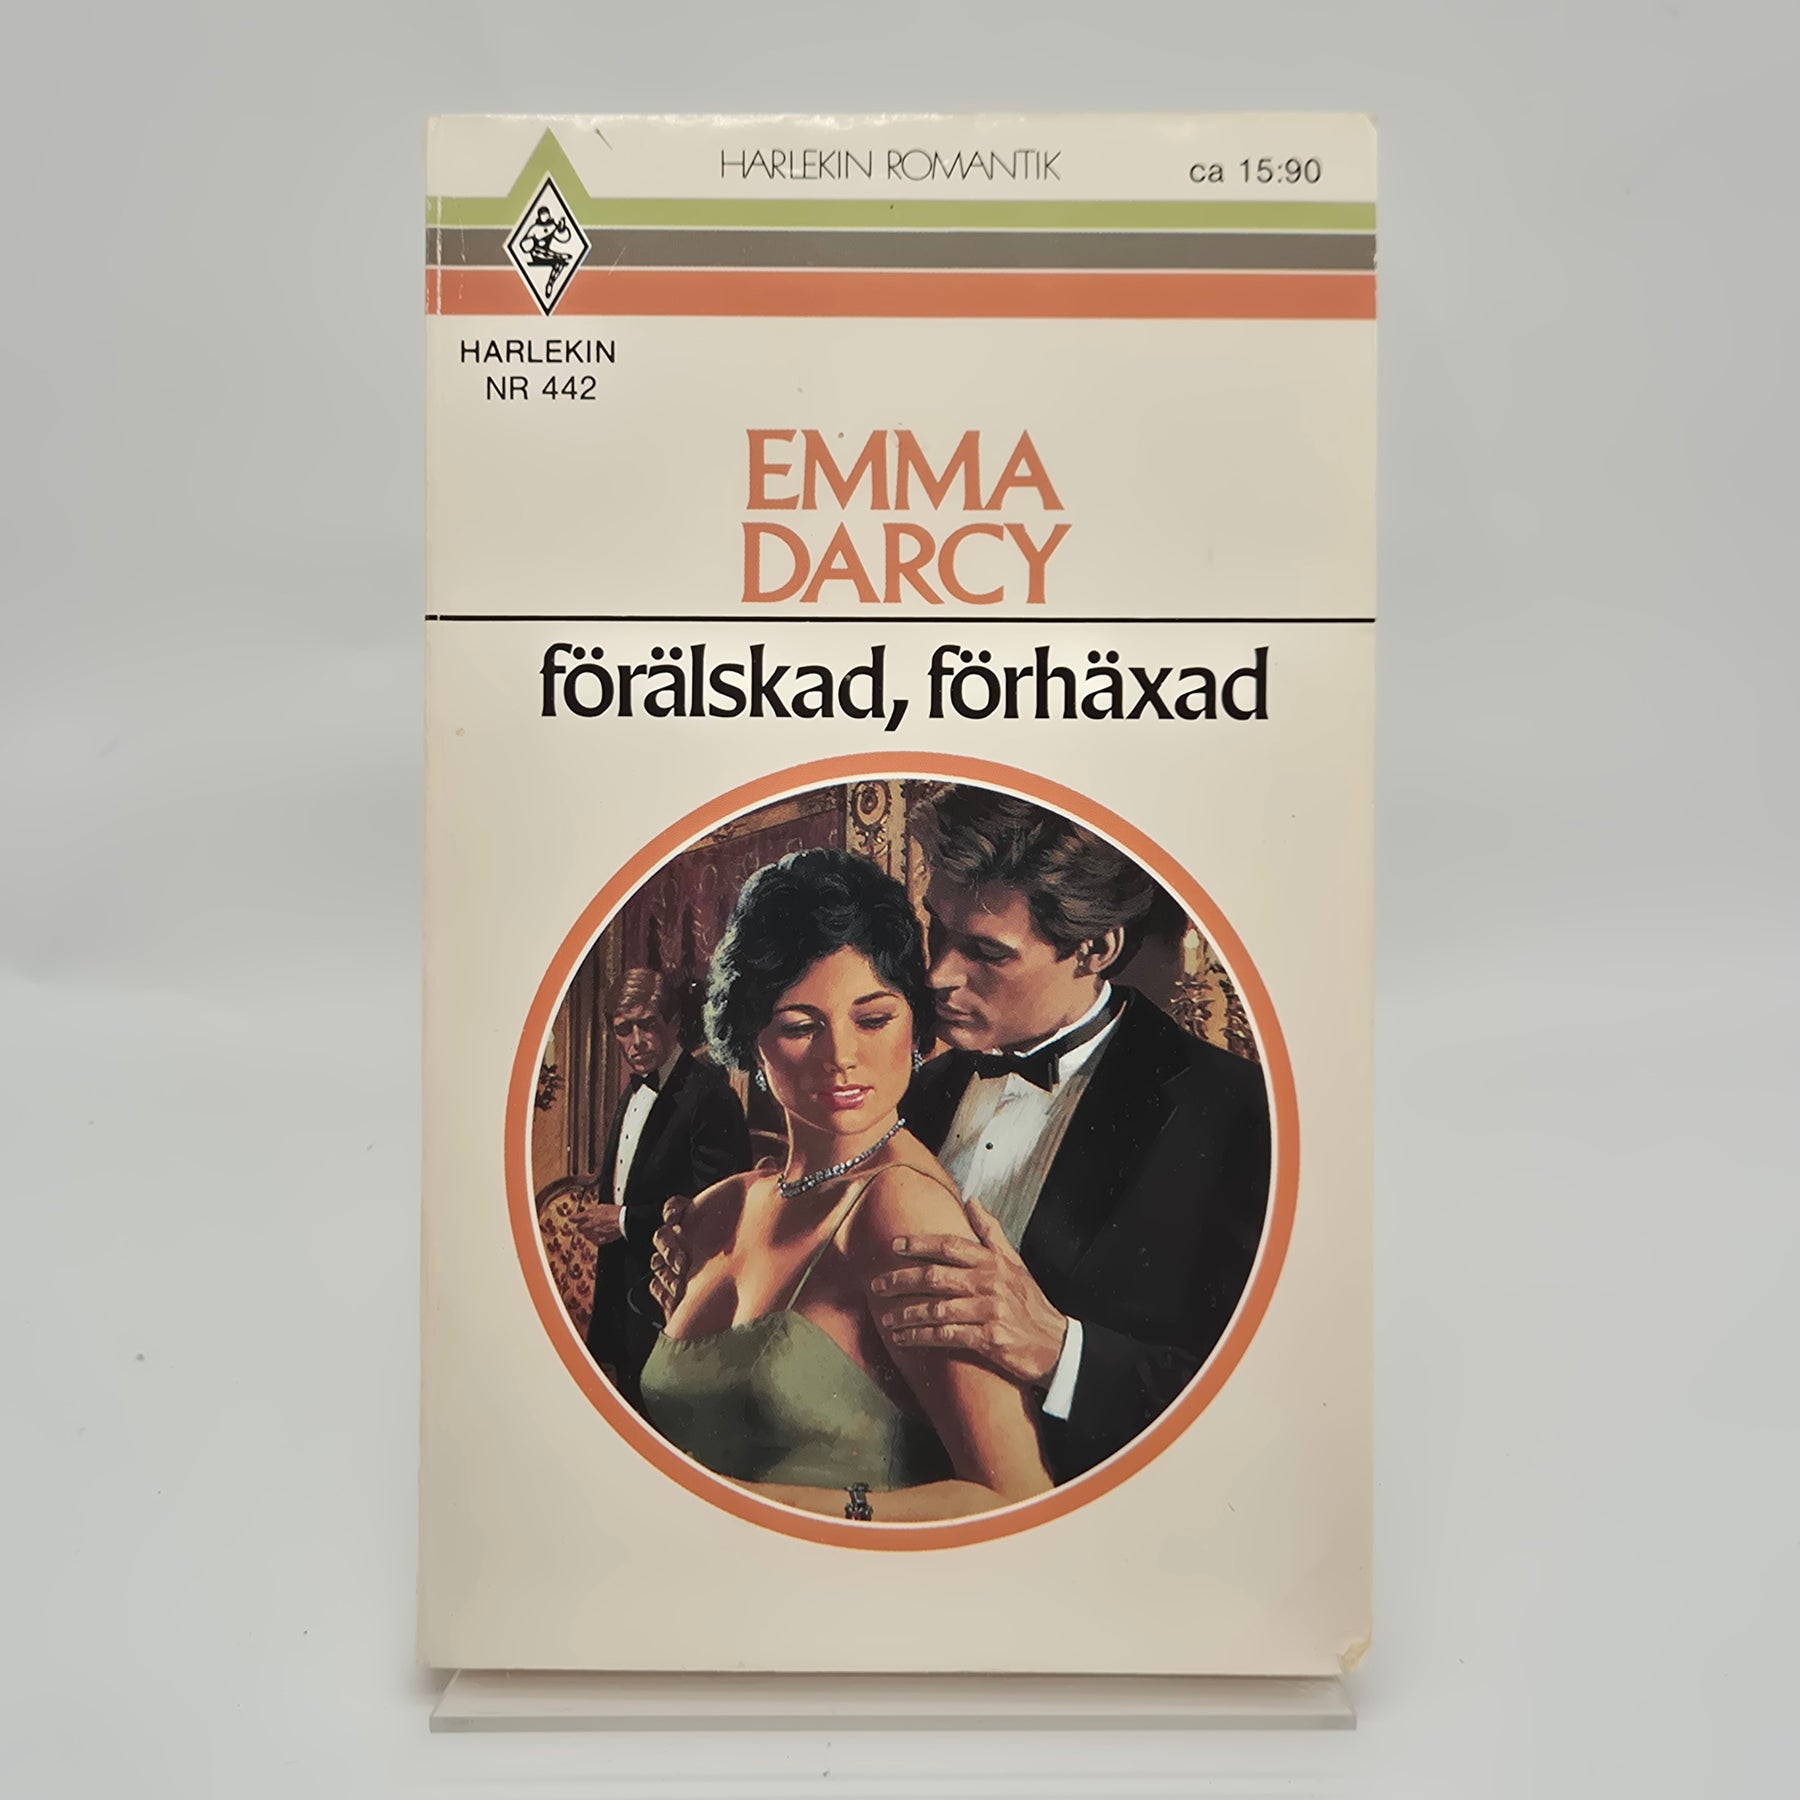 HARLEKIN ROMANTIK
ca 15:90
HARLEKIN
NR 442
EMMA
DARCY
förälskad, förhäxad